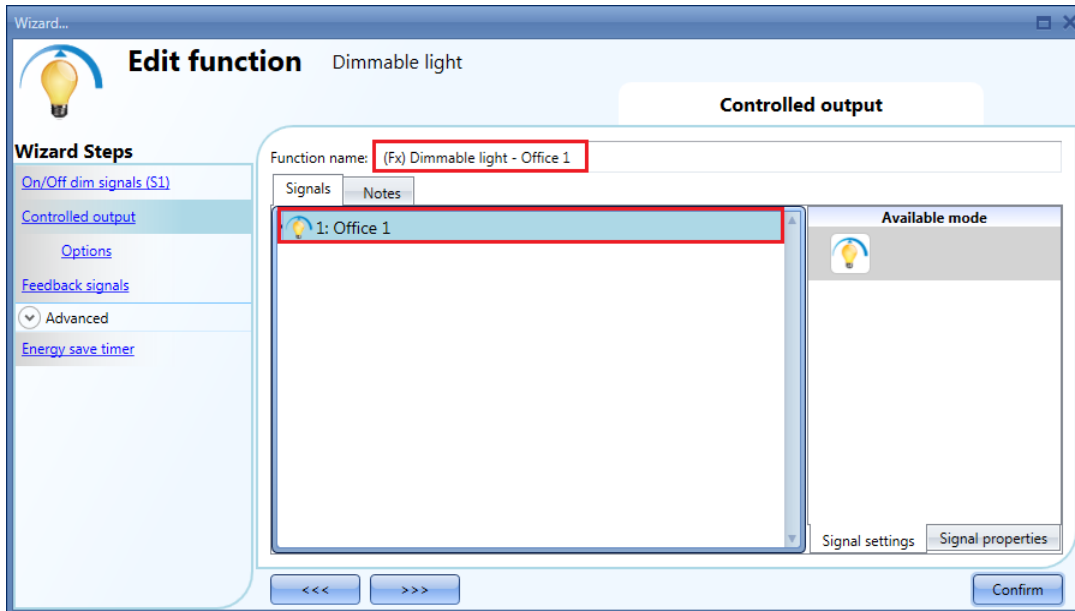 Wizard...
Edit function Dimmable light
Controlled output
Wizard Steps
On/Off dim signals (S1)
Controlled output
Options
Feedback signals
Advanced
Energy save timer
Function name: (Fx) Dimmable light - Office 1
Signals Notes
1: Office 1
Available mode
Signal settings Signal properties
<<< >>> Confirm